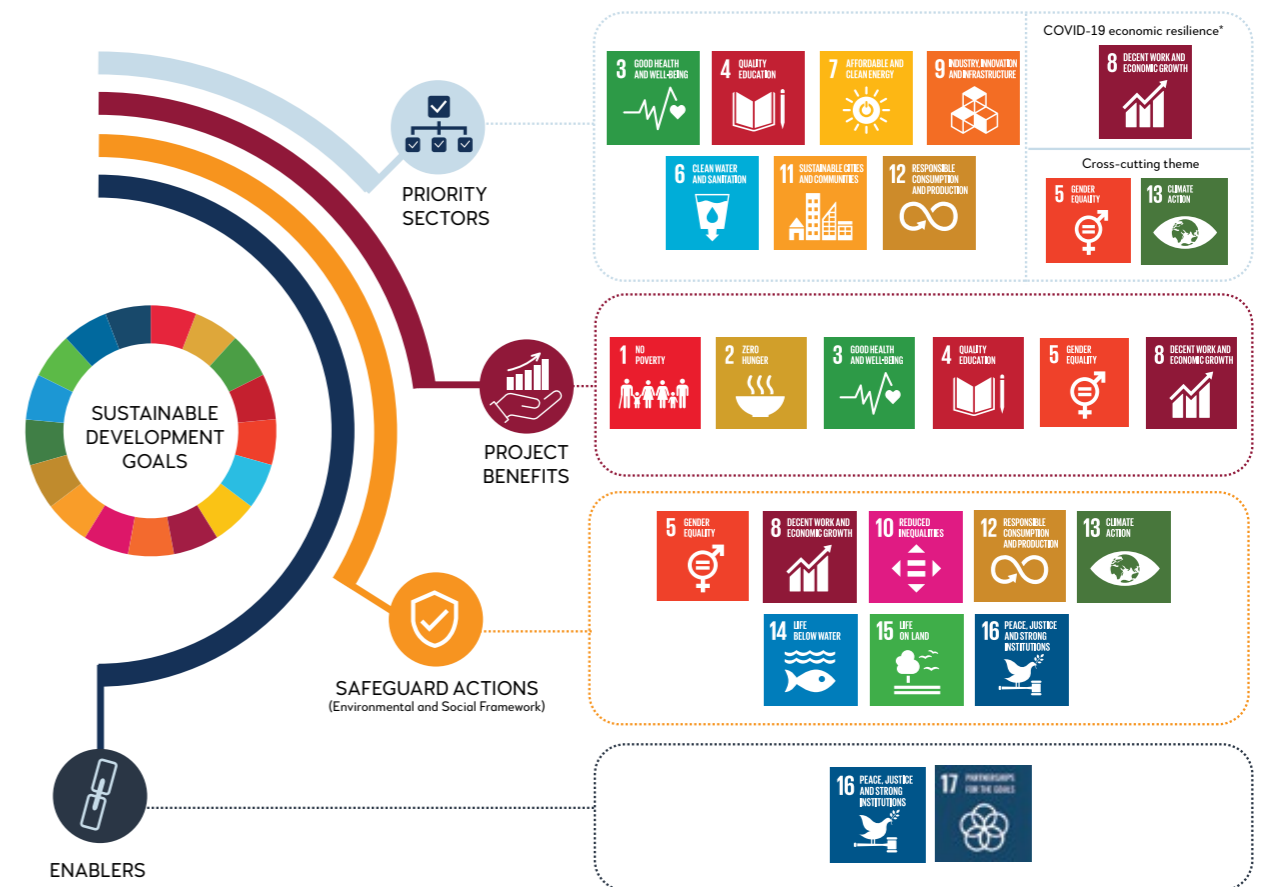 COVID-19 economic resilience*
3 GOOD HEALTH
AND WELL-BEING
4 QUALITY
EDUCATION
7 AFFORDABLE AND
CLEAN ENERGY
9 INDUSTRY, INNOVATION
AND INFRASTRUCTURE
8 DECENT WORK AND
ECONOMIC GROWTH
6 CLEAN WATER
AND SANITATION
11 SUSTAINABLE CITIES
AND COMMUNITIES
12 RESPONSIBLE
CONSUMPTION
AND PRODUCTION
Cross-cutting theme
5 GENDER
EQUALITY
13 CLIMATE
ACTION
PRIORITY
SECTORS
1 NO
POVERTY
2 ZERO
HUNGER
3 GOOD HEALTH
AND WELL-BEING
4 QUALITY
EDUCATION
5 GENDER
EQUALITY
8 DECENT WORK AND
ECONOMIC GROWTH
SUSTAINABLE
DEVELOPMENT
GOALS
PROJECT
BENEFITS
5 GENDER
EQUALITY
8 DECENT WORK AND
ECONOMIC GROWTH
10 REDUCED
INEQUALITIES
12 RESPONSIBLE
CONSUMPTION
AND PRODUCTION
13 CLIMATE
ACTION
14 LIFE
BELOW WATER
15 LIFE
ON LAND
16 PEACE, JUSTICE
AND STRONG
INSTITUTIONS
SAFEGUARD ACTIONS
(Environmental and Social Framework)
16 PEACE, JUSTICE
AND STRONG
INSTITUTIONS
17 PARTNERSHIPS
FOR THE GOALS
ENABLERS